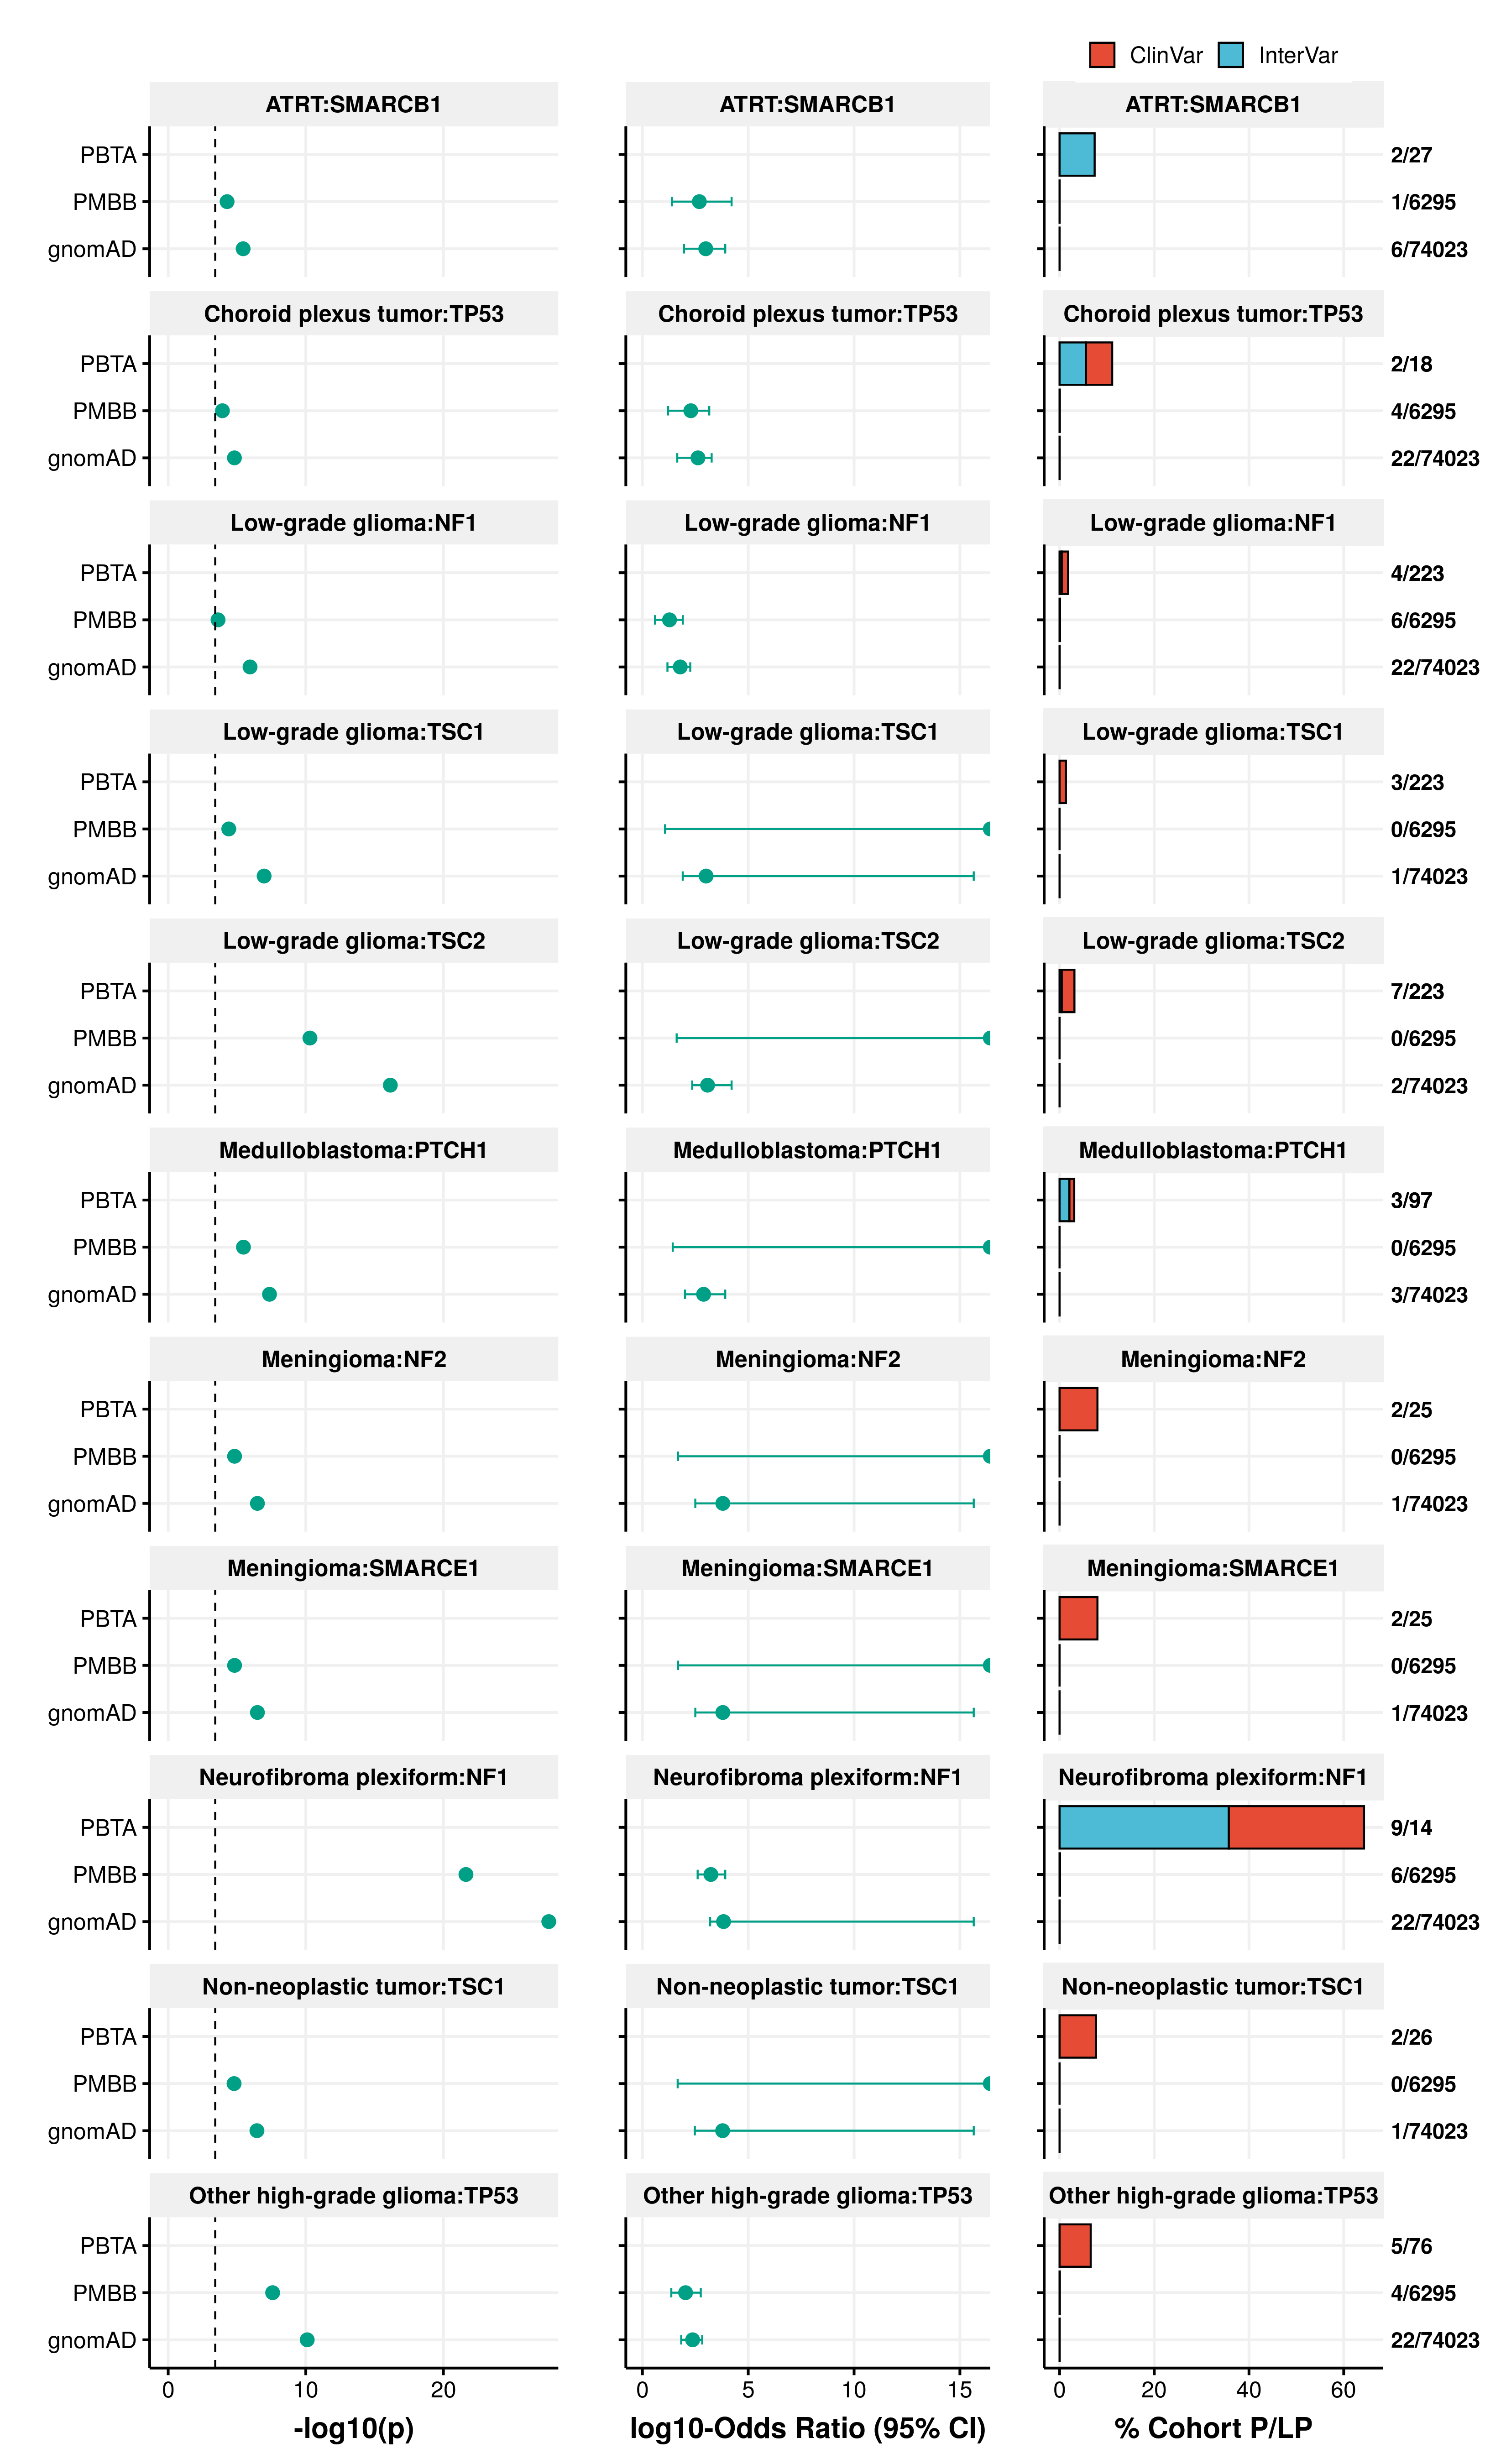 ClinVar InterVar
ATRT:SMARCB1 ATRT:SMARCB1 ATRT:SMARCB1
PBTA 2/27
PMBB 1/6295
gnomAD 6/74023
Choroid plexus tumor:TP53 Choroid plexus tumor:TP53 Choroid plexus tumor:TP53
PBTA 2/18
PMBB 4/6295
gnomAD 22/74023
Low-grade glioma:NF1 Low-grade glioma:NF1 Low-grade glioma:NF1
PBTA 4/223
PMBB 6/6295
gnomAD 22/74023
Low-grade glioma:TSC1 Low-grade glioma:TSC1 Low-grade glioma:TSC1
PBTA 3/223
PMBB 0/6295
gnomAD 1/74023
Low-grade glioma:TSC2 Low-grade glioma:TSC2 Low-grade glioma:TSC2
PBTA 7/223
PMBB 0/6295
gnomAD 2/74023
Medulloblastoma:PTCH1 Medulloblastoma:PTCH1 Medulloblastoma:PTCH1
PBTA 3/97
PMBB 0/6295
gnomAD 3/74023
Meningioma:NF2 Meningioma:NF2 Meningioma:NF2
PBTA 2/25
PMBB 0/6295
gnomAD 1/74023
Meningioma:SMARCE1 Meningioma:SMARCE1 Meningioma:SMARCE1
PBTA 2/25
PMBB 0/6295
gnomAD 1/74023
Neurofibroma plexiform:NF1 Neurofibroma plexiform:NF1 Neurofibroma plexiform:NF1
PBTA 9/14
PMBB 6/6295
gnomAD 22/74023
Non-neoplastic tumor:TSC1 Non-neoplastic tumor:TSC1 Non-neoplastic tumor:TSC1
PBTA 2/26
PMBB 0/6295
gnomAD 1/74023
Other high-grade glioma:TP53 Other high-grade glioma:TP53 Other high-grade glioma:TP53
PBTA 5/76
PMBB 4/6295
gnomAD 22/74023
0 10 20 0 5 10 15 0 20 40 60
-log10(p) log10-Odds Ratio (95% CI) % Cohort P/LP